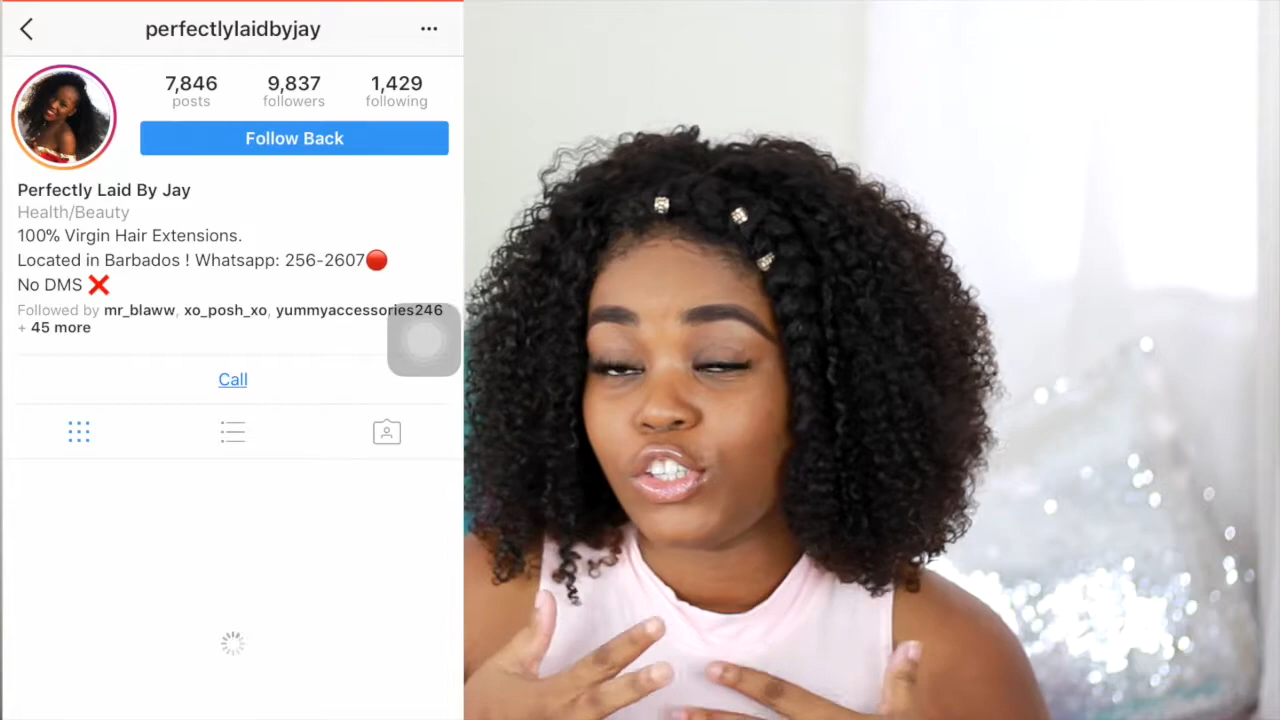 perfectlylaidbyjay
7,846 9,837 1,429
posts followers following
Follow Back
Perfectly Laid By Jay
Health/Beauty
100% Virgin Hair Extensions.
Located in Barbados ! Whatsapp: 256-2607🔴
No DMS ❌
Followed by mr_blaww, xo_posh_xo, yummyaccessories246
+ 45 more
Call